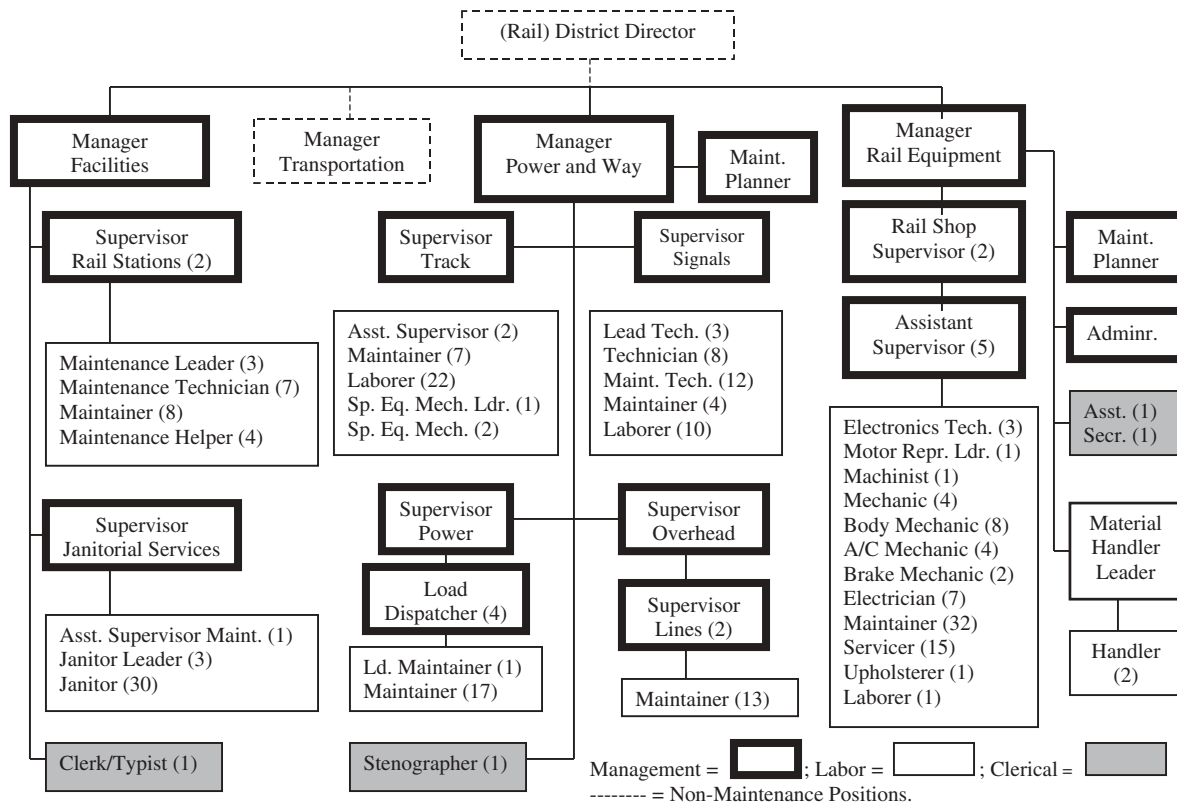 (Rail) District Director
Manager
Facilities
Manager
Transportation
Manager
Power and Way
Maint.
Planner
Manager
Rail Equipment
Supervisor
Rail Stations (2)
Maintenance Leader (3)
Maintenance Technician (7)
Maintainer (8)
Maintenance Helper (4)
Supervisor
Janitorial Services
Asst. Supervisor Maint. (1)
Janitor Leader (3)
Janitor (30)
Clerk/Typist (1)
Supervisor
Track
Supervisor
Signals
Asst. Supervisor (2)
Maintainer (7)
Laborer (22)
Sp. Eq. Mech. Ldr. (1)
Sp. Eq. Mech. (2)
Lead Tech. (3)
Technician (8)
Maint. Tech. (12)
Maintainer (4)
Laborer (10)
Supervisor
Power
Load
Dispatcher (4)
Ld. Maintainer (1)
Maintainer (17)
Supervisor
Overhead
Supervisor
Lines (2)
Maintainer (13)
Stenographer (1)
Rail Shop
Supervisor (2)
Assistant
Supervisor (5)
Electronics Tech. (3)
Motor Repr. Ldr. (1)
Machinist (1)
Mechanic (4)
Body Mechanic (8)
A/C Mechanic (4)
Brake Mechanic (2)
Electrician (7)
Maintainer (32)
Servicer (15)
Upholsterer (1)
Laborer (1)
Maint.
Planner
Adminr.
Asst. (1)
Secr. (1)
Material
Handler
Leader
Handler
(2)
Management = ; Labor = ; Clerical =
-------- = Non-Maintenance Positions.